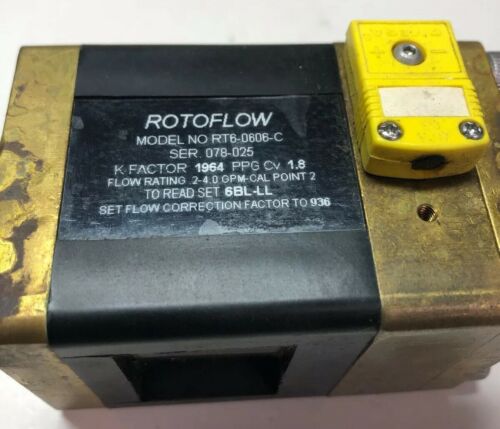 ROTOFLOW
MODEL NO RT6-0606-C
SER. 078-025
K FACTOR 1964 PPG Cv 1.8
FLOW RATING .2-4.0 GPM-CAL POINT 2
TO READ SET 6BL-LL
SET FLOW CORRECTION FACTOR TO 936
+ −